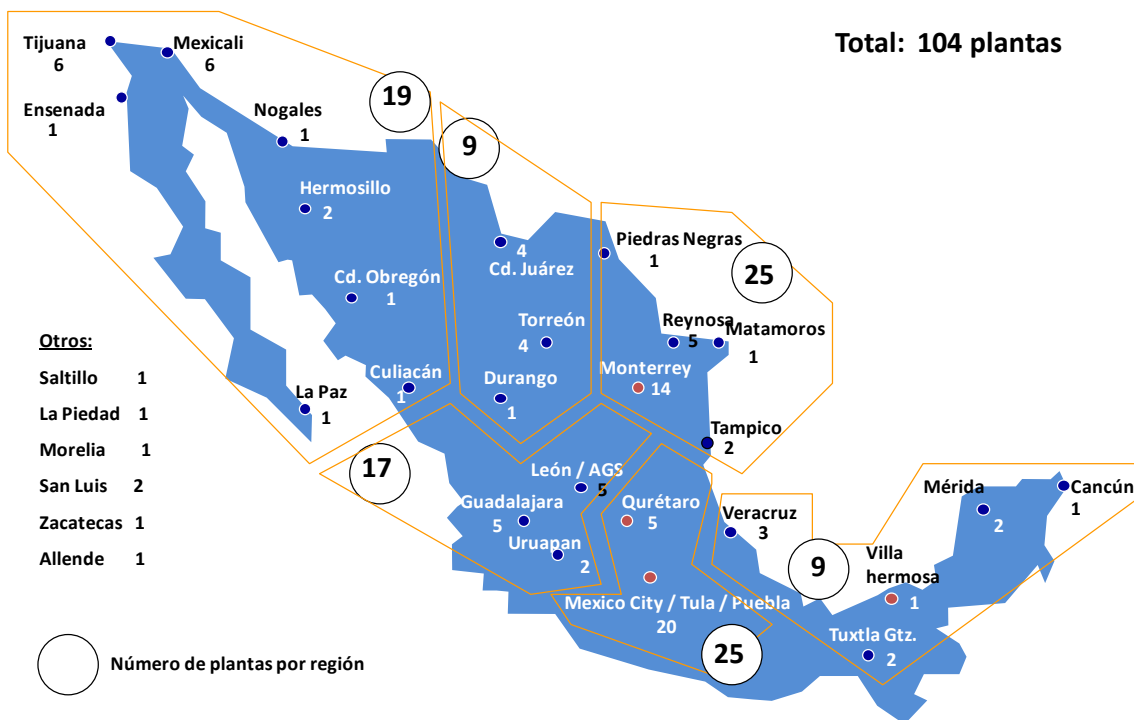 Total: 104 plantas
Tijuana
6
Mexicali
6
Ensenada
1
Nogales
1
19
9
Hermosillo
2
Cd. Obregón
1
Culiacán
1
La Paz
1
4
Cd. Juárez
Torreón
4
Durango
1
Piedras Negras
1
25
Reynosa
5
Matamoros
1
Monterrey
14
Tampico
2
Otros:
Saltillo 1
La Piedad 1
Morelia 1
San Luis 2
Zacatecas 1
Allende 1
17
León / AGS
5
Guadalajara
5
Uruapan
2
Qurétaro
5
Mexico City / Tula / Puebla
20
25
Veracruz
3
9
Villa
hermosa
1
Mérida
2
Cancún
1
Tuxtla Gtz.
2
Número de plantas por región